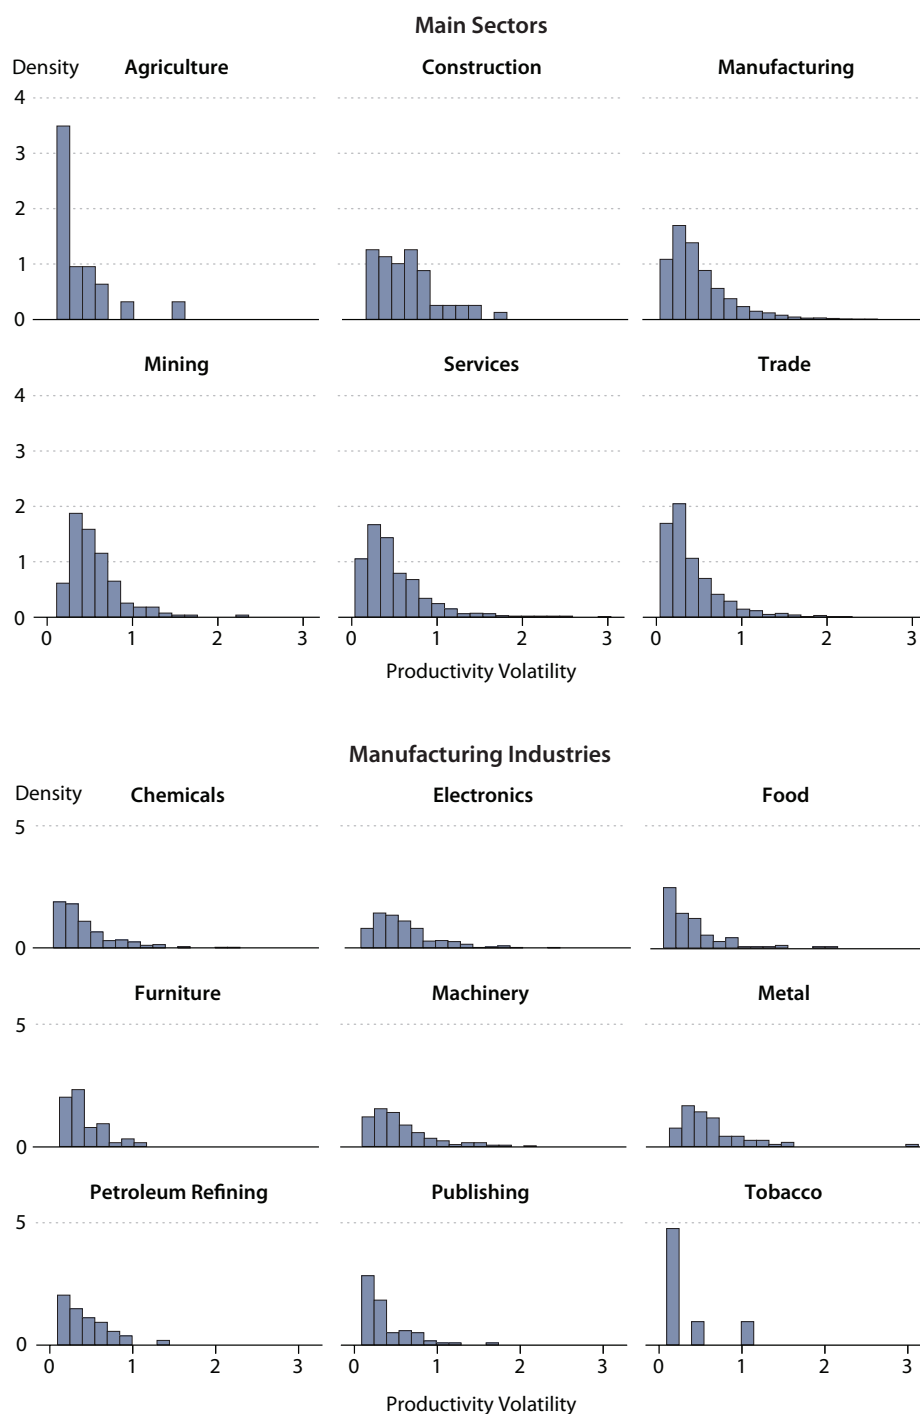 Main Sectors
Density Agriculture Construction Manufacturing
4
3
2
1
0
Mining Services Trade
4
3
2
1
0
0 1 2 3 0 1 2 3 0 1 2 3
Productivity Volatility
Manufacturing Industries
Density Chemicals Electronics Food
5
0
Furniture Machinery Metal
5
0
Petroleum Refining Publishing Tobacco
5
0
0 1 2 3 0 1 2 3 0 1 2 3
Productivity Volatility